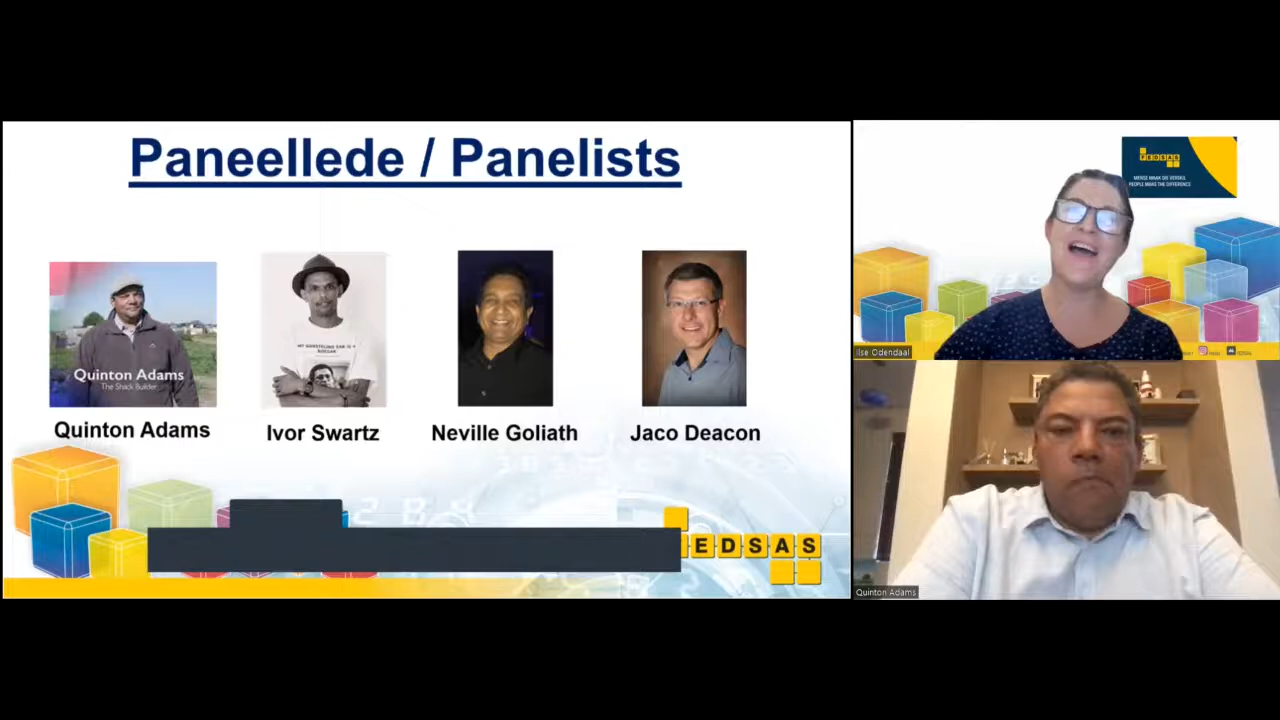 Paneellede / Panelists
Quinton Adams
The Shack Builder
Quinton Adams
Ivor Swartz
Neville Goliath
Jaco Deacon
EDSAS
FEDSAS
MENSE MAAK DIE VERSKIL
PEOPLE MAKE THE DIFFERENCE
Ilse Odendaal
Quinton Adams